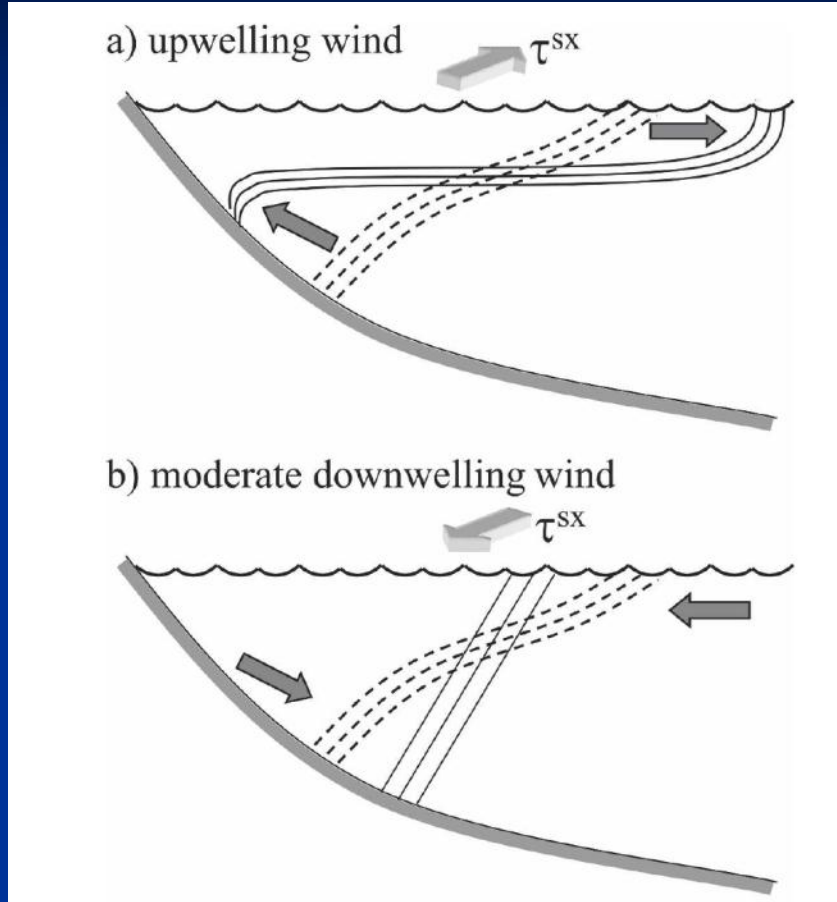 a) upwelling wind
τˢˣ
b) moderate downwelling wind
τˢˣ